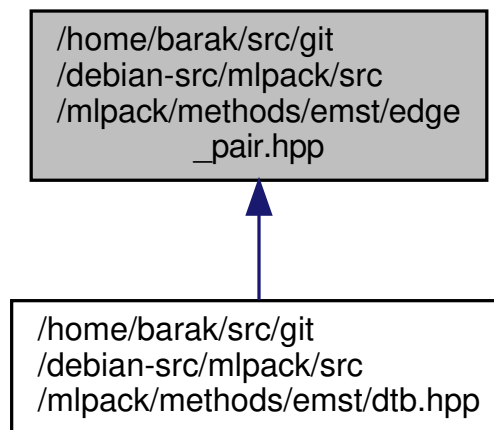 /home/barak/src/git
/debian-src/mlpack/src
/mlpack/methods/emst/edge
_pair.hpp
/home/barak/src/git
/debian-src/mlpack/src
/mlpack/methods/emst/dtb.hpp